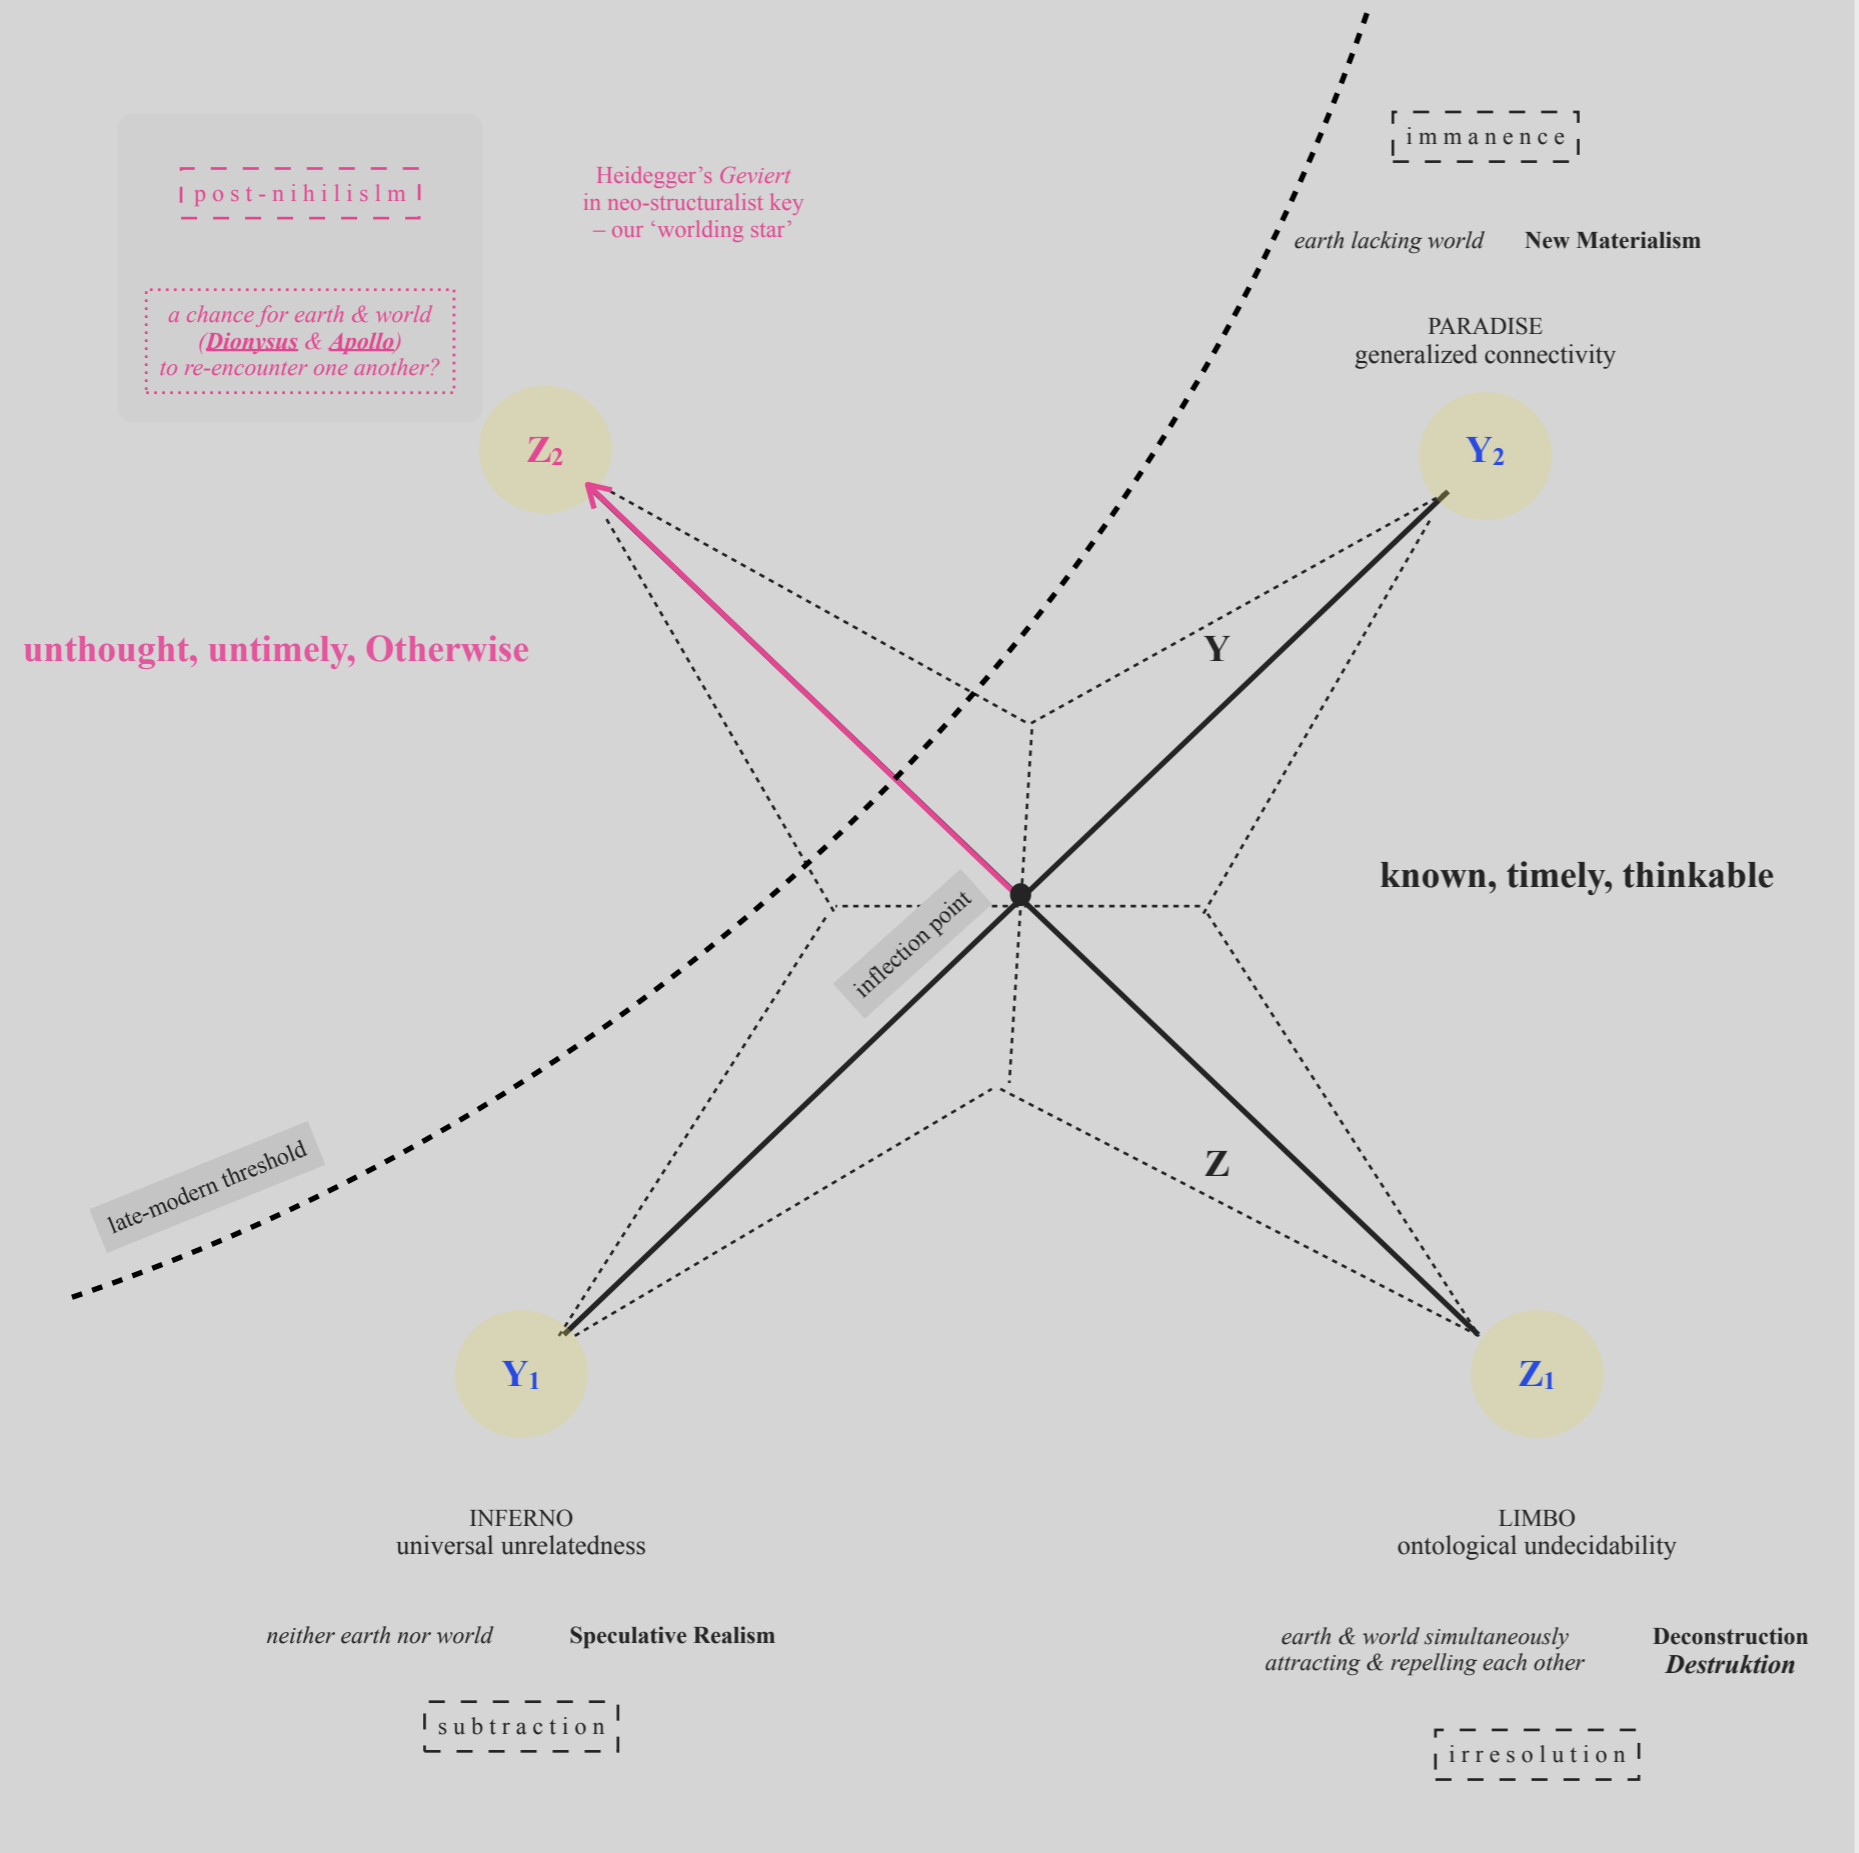 immanence
post-nihilislm
Heidegger’s Geviert
in neo-structuralist key
– our ‘worlding star’
earth lacking world
New Materialism
a chance for earth & world
(Dionysus & Apollo)
to re-encounter one another?
PARADISE
generalized connectivity
Z₂
Y₂
unthought, untimely, Otherwise
Y
known, timely, thinkable
inflection point
late-modern threshold
Z
Y₁
Z₁
INFERNO
universal unrelatedness
LIMBO
ontological undecidability
neither earth nor world
Speculative Realism
earth & world simultaneously
attracting & repelling each other
Deconstruction
Destruktion
subtraction
irresolution